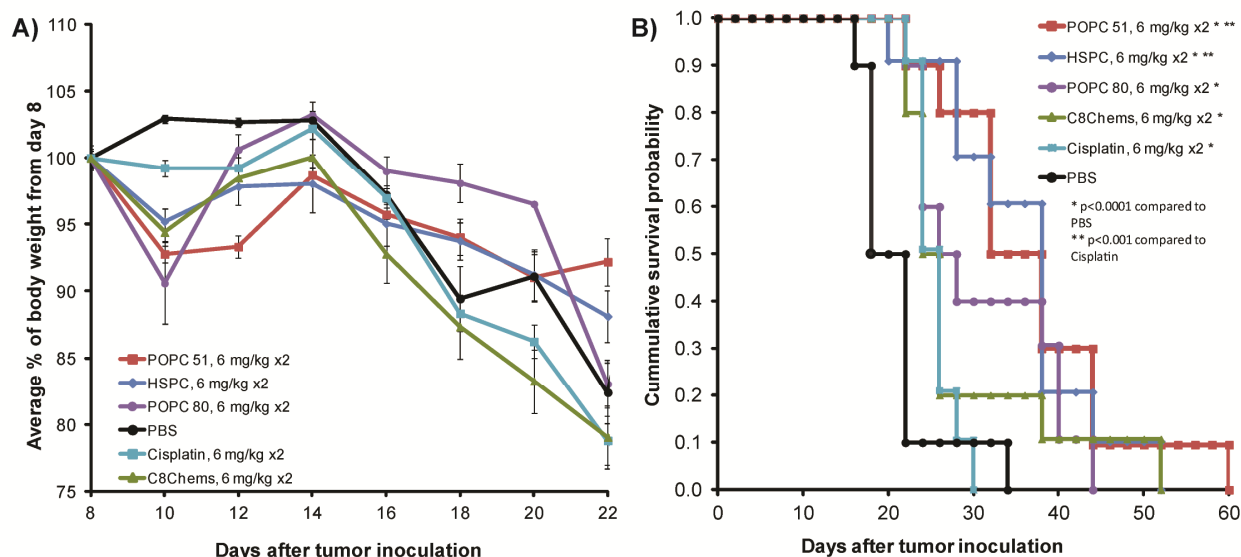 A)
Average % of body weight from day 8
110
105
100
95
90
85
80
75
POPC 51, 6 mg/kg x2
HSPC, 6 mg/kg x2
POPC 80, 6 mg/kg x2
PBS
Cisplatin, 6 mg/kg x2
C8Chems, 6 mg/kg x2
8 10 12 14 16 18 20 22
Days after tumor inoculation
B)
Cummulative survival probability
1.0
0.9
0.8
0.7
0.6
0.5
0.4
0.3
0.2
0.1
0.0
POPC 51, 6 mg/kg x2 * **
HSPC, 6 mg/kg x2 * **
POPC 80, 6 mg/kg x2 *
C8Chems, 6 mg/kg x2 *
Cisplatin, 6 mg/kg x2 *
PBS
* p<0.0001 compared to
PBS
** p<0.001 compared to
Cisplatin
0 10 20 30 40 50 60
Days after tumor inoculation